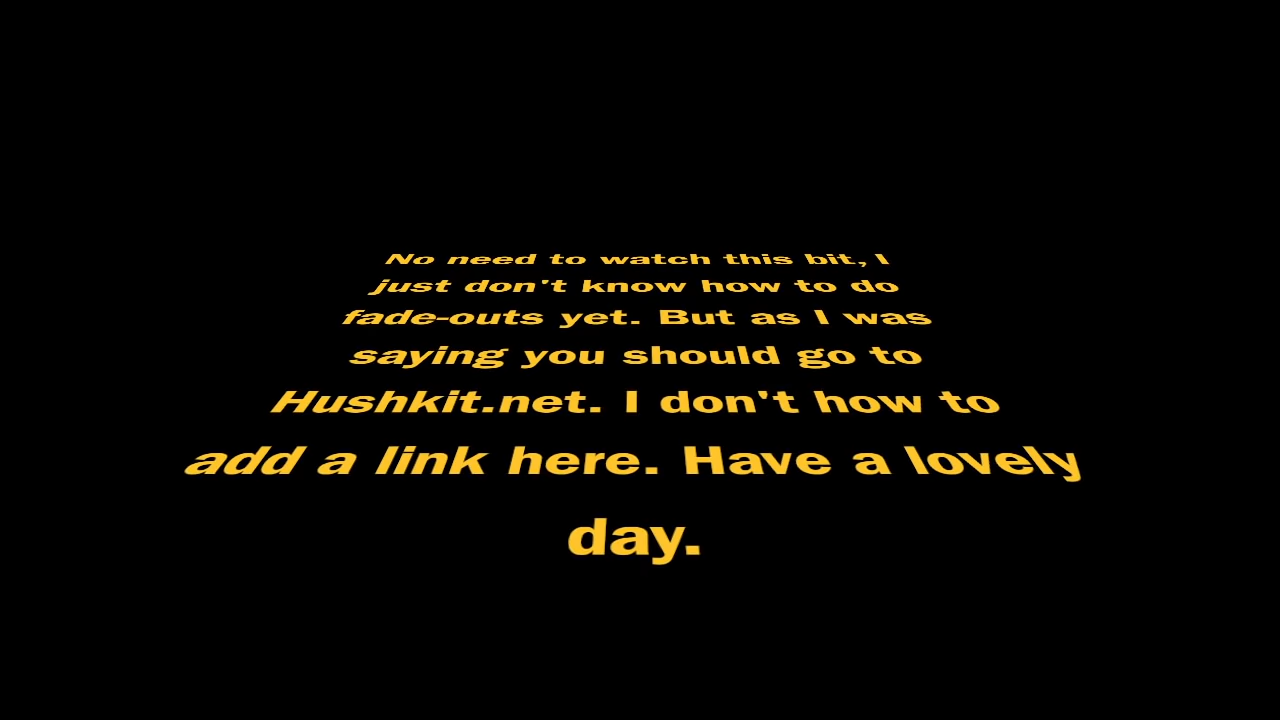 No need to watch this bit, I
just don't know how to do
fade-outs yet. But as I was
saying you should go to
Hushkit.net. I don't how to
add a link here. Have a lovely
day.